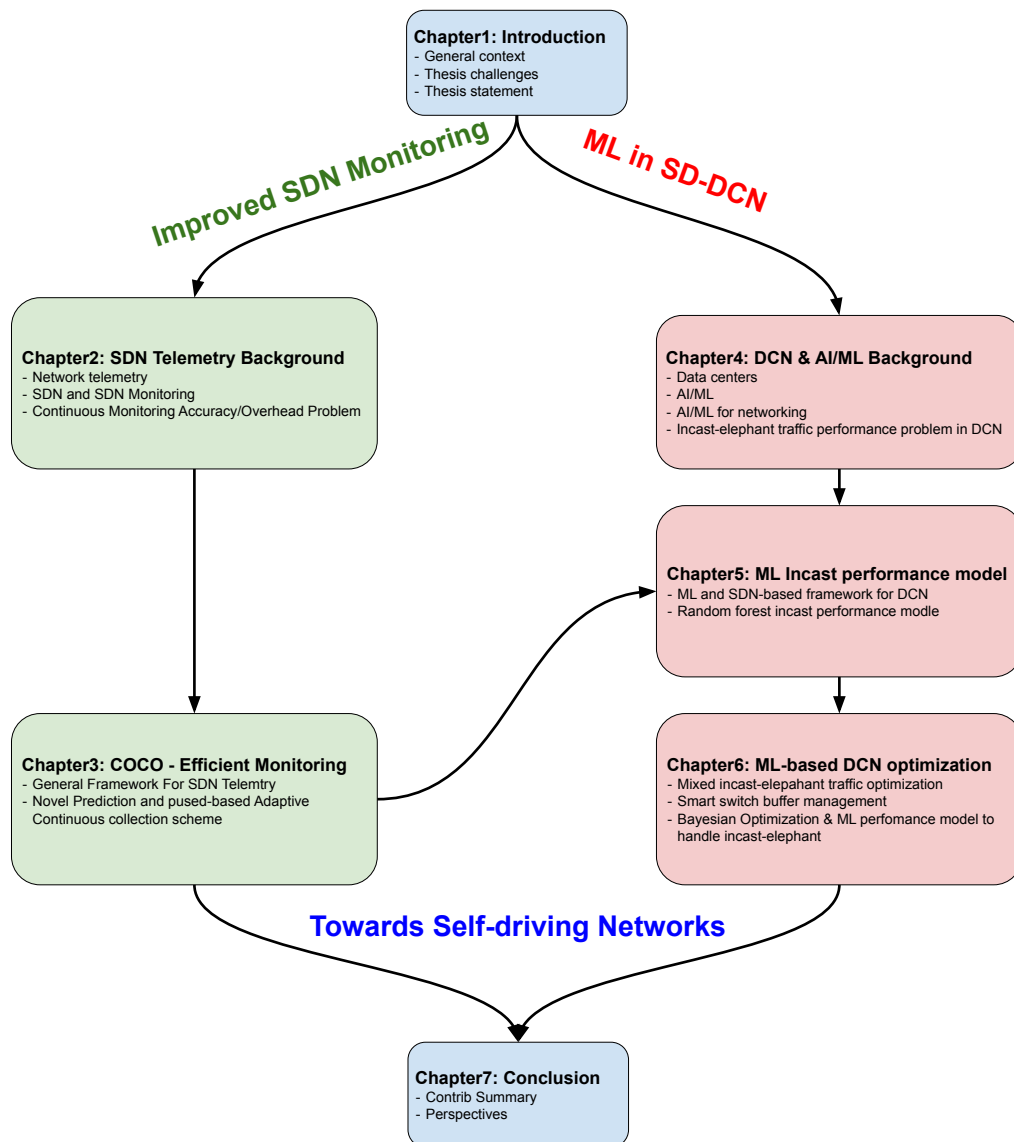 Chapter1: Introduction
- General context
- Thesis challenges
- Thesis statement
Improved SDN Monitoring
ML in SD-DCN
Chapter2: SDN Telemetry Background
- Network telemetry
- SDN and SDN Monitoring
- Continuous Monitoring Accuracy/Overhead Problem
Chapter4: DCN & AI/ML Background
- Data centers
- AI/ML
- AI/ML for networking
- Incast-elephant traffic performance problem in DCN
Chapter5: ML Incast performance model
- ML and SDN-based framework for DCN
- Random forest incast performance modle
Chapter3: COCO - Efficient Monitoring
- General Framework For SDN Telemtry
- Novel Prediction and pused-based Adaptive
Continuous collection scheme
Chapter6: ML-based DCN optimization
- Mixed incast-elepahant traffic optimization
- Smart switch buffer management
- Bayesian Optimization & ML perfomance model to
handle incast-elephant
Towards Self-driving Networks
Chapter7: Conclusion
- Contrib Summary
- Perspectives